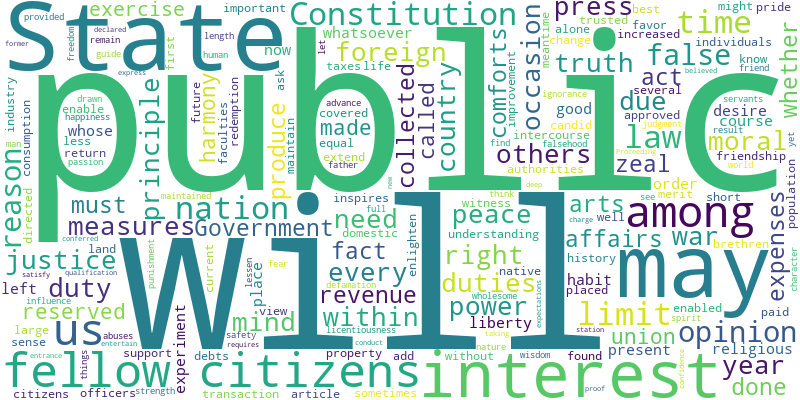 provided
declared
exercise
important
Constitution
press
time
might
pride
former
State
freedom
first
length
whatsoever
alone
trusted
best
favor
remain
guide
express
human
now
let
foreign
meantime
change
increased
individuals
taxes
life
occasion
truth
false
know
friend
believed
whether
industry
drawn
enable
happiness
consumption
whose
less
return
passion
man
directed
reason
public
principle
harmony
future
faculties
redemption
ask
covered
made
equal
extend
father
advance
maintain
produce
collected
called
country
comforts
improvement
ignorance
act
several
good
candid
approved
servants
judgment
due
desire
course
result
yet
intercourse
find
falsehood
others
authorities
law
moral
friendship
zeal
world
Proceeding
maintained
must
nation
inspires
need
full
now
think
deep
among
order
merit
see
short
population
conferred
measures
Government
witness
peace
arts
charge
well
brethren
land
fact
domestic
enlighten
understanding
affairs
war
history
character
justice
satisfy
qualification
punishment
current
place
fear
lessen
every
right
native
habit
placed
enabled
spirit
expenses
paid
left
duty
influence
view
revenue
defamation
duties
wholesome
expectations
will
may
reserved
large
us
abuses
mind
within
power
limit
opinion
sense
entertain
safety
requires
licentiousness
liberty
taking
station
union
present
religious
entrance
things
support
experiment
debts
property
conduct
add
without
nature
wisdom
found
year
fellow citizens
interest
confidence
done
citizens
officers
strength
transaction
article
sometimes
proof